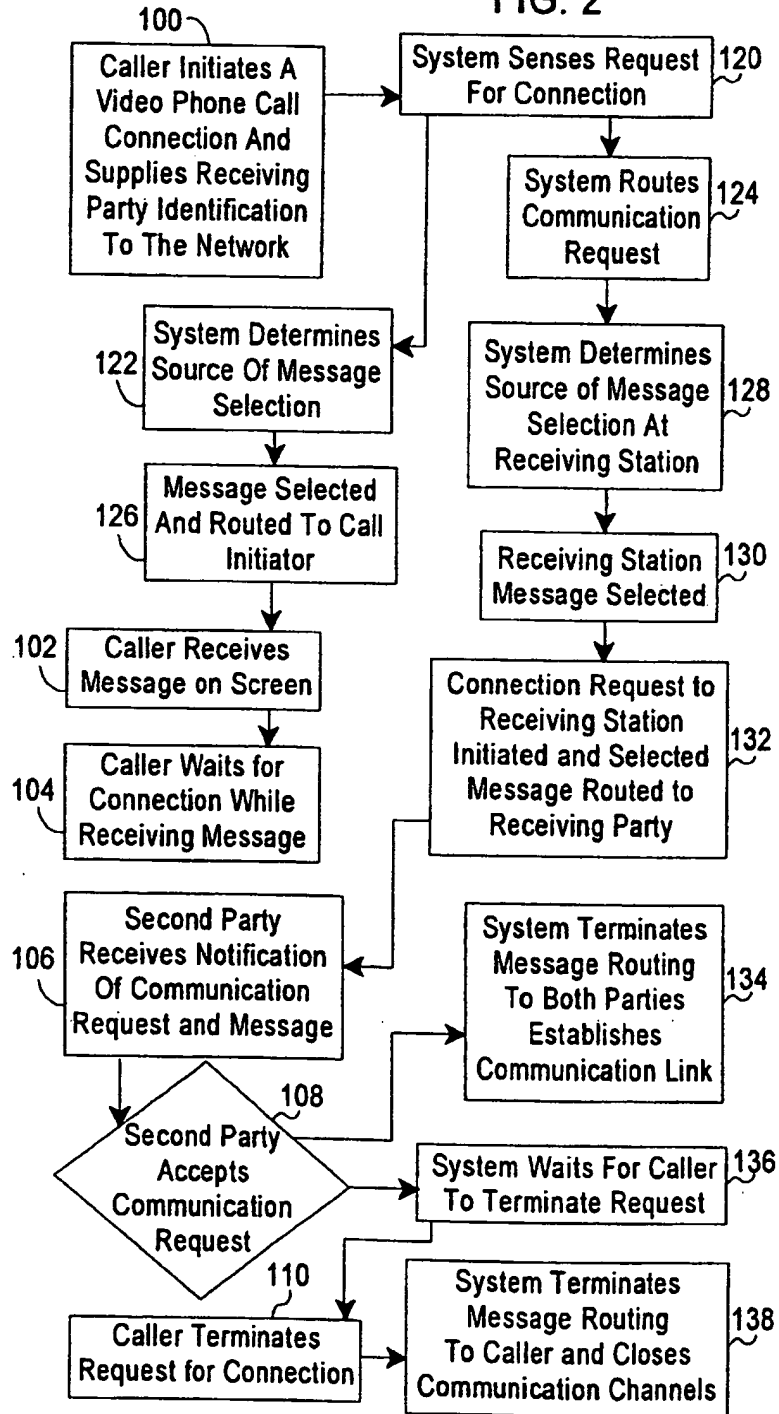 FIG. 2
100
Caller Initiates A
Video Phone Call
Connection And
Supplies Receiving
Party Identification
To The Network
System Senses Request
For Connection
120
System Routes
Communication
Request
124
System Determines
Source Of Message
Selection
122
System Determines
Source of Message
Selection At
Receiving Station
128
Message Selected
And Routed To Call
Initiator
126
Receiving Station
Message Selected
130
102
Caller Receives
Message on Screen
Connection Request to
Receiving Station
Initiated and Selected
Message Routed to
Receiving Party
132
104
Caller Waits for
Connection While
Receiving Message
106
Second Party
Receives Notification
Of Communication
Request and Message
System Terminates
Message Routing
To Both Parties
Establishes
Communication Link
134
108
Second Party
Accepts
Communication
Request
System Waits For Caller
To Terminate Request
136
110
Caller Terminates
Request for Connection
System Terminates
Message Routing
To Caller and Closes
Communication Channels
138